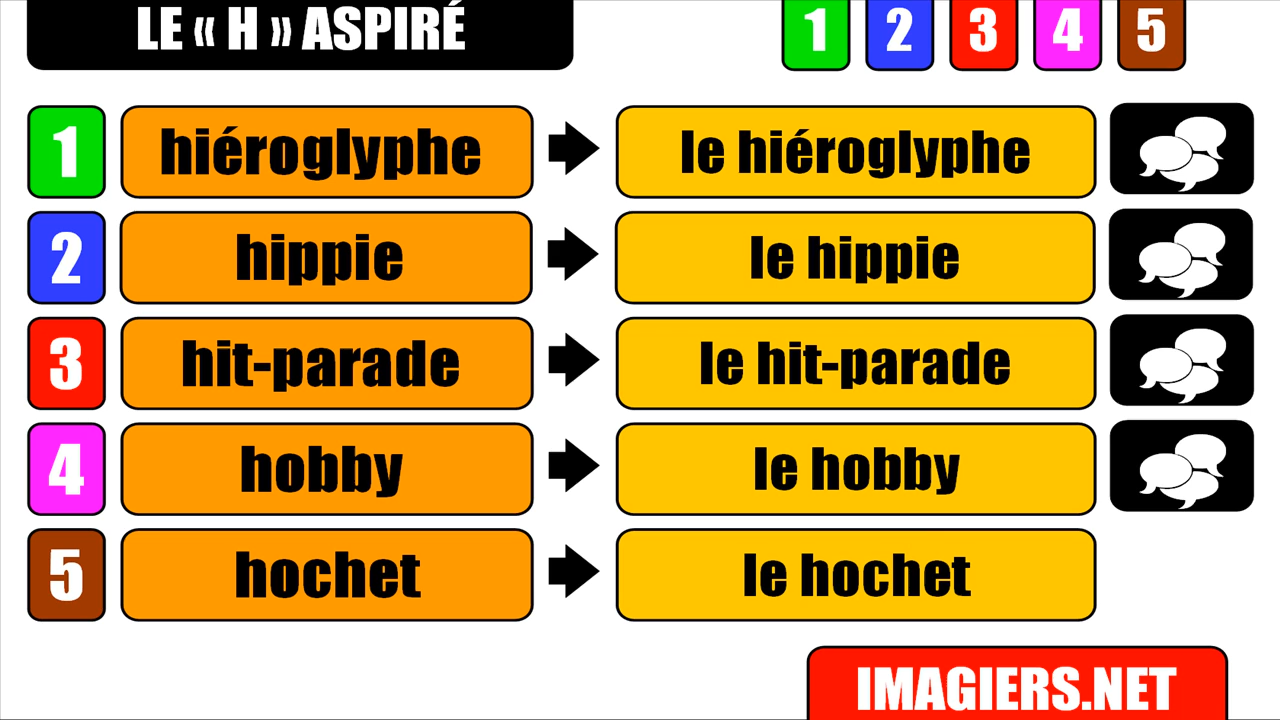 LE « H » ASPIRÉ
1 2 3 4 5
1 hiéroglyphe le hiéroglyphe
2 hippie le hippie
3 hit-parade le hit-parade
4 hobby le hobby
5 hochet le hochet
IMAGIERS.NET